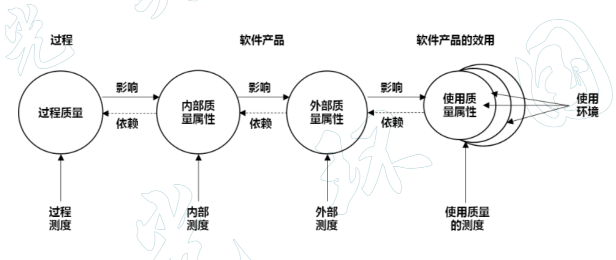 过程
软件产品
软件产品的效用
过程质量
影响
依赖
内部质
量属性
影响
依赖
外部质
量属性
影响
依赖
使用质
量属性
使用
环境
过程
测度
内部
测度
外部
测度
使用质量
的测度